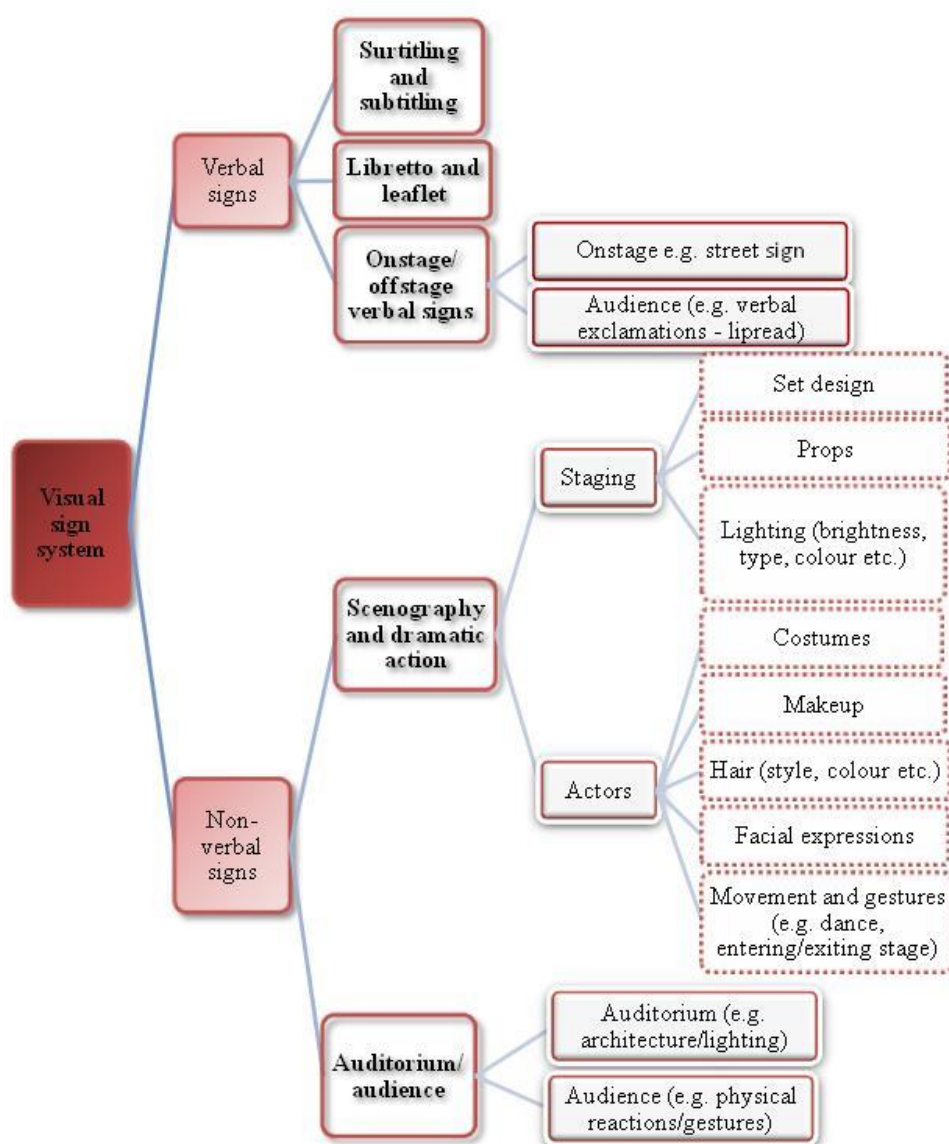 Surtitling
and
subtitling
Verbal
signs
Libretto and
leaflet
Onstage/
offstage
verbal signs
Onstage e.g. street sign
Audience (e.g. verbal
exclamations - lipread)
Visual
sign
system
Set design
Staging
Props
Lighting (brightness,
type, colour etc.)
Scenography
and dramatic
action
Costumes
Makeup
Actors
Hair (style, colour etc.)
Facial expressions
Movement and gestures
(e.g. dance,
entering/exiting stage)
Non-
verbal
signs
Auditorium/
audience
Auditorium (e.g.
architecture/lighting)
Audience (e.g. physical
reactions/gestures)